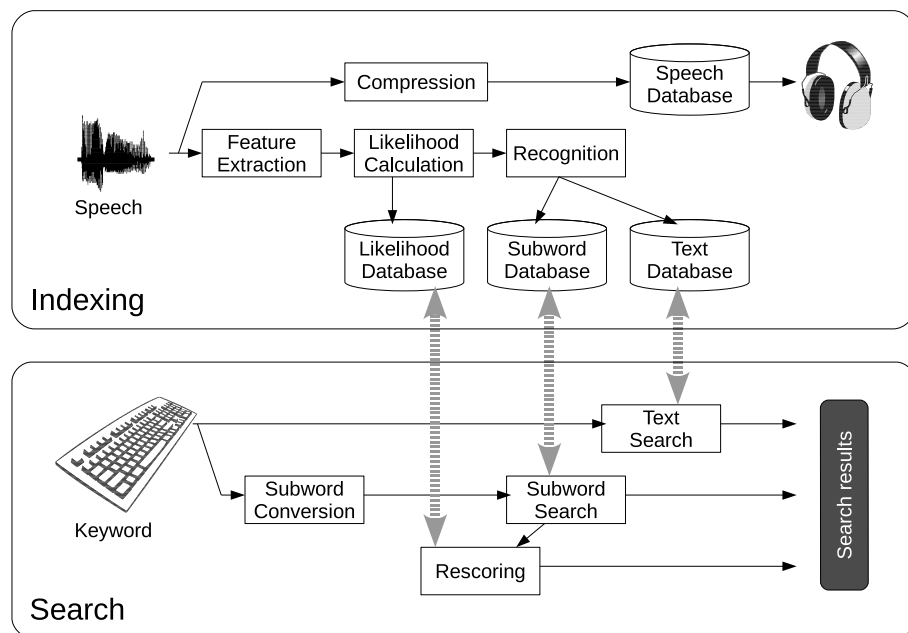 Compression
Speech
Database
Feature
Extraction
Likelihood
Calculation
Recognition
Speech
Likelihood
Database
Subword
Database
Text
Database
Indexing
Text
Search
Subword
Conversion
Subword
Search
Keyword
Rescoring
Search results
Search